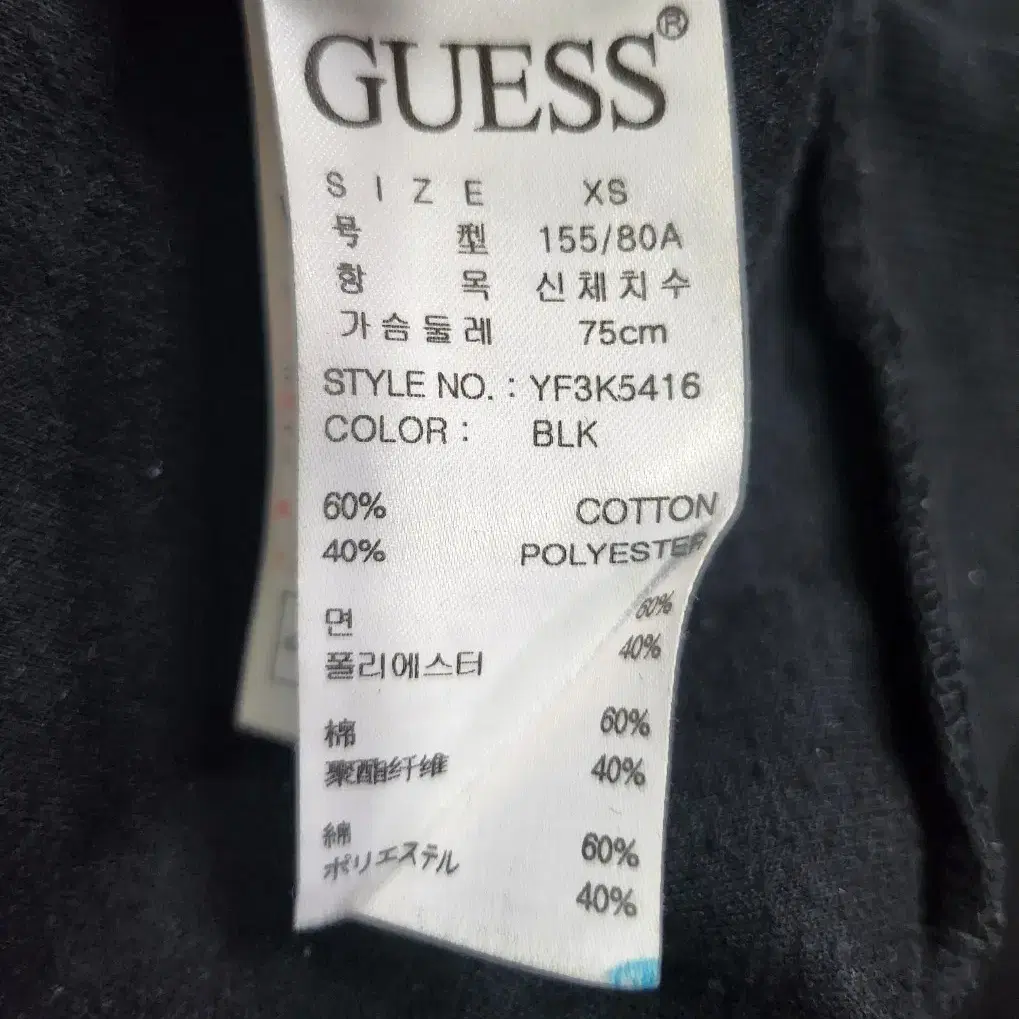 GUESS®
SIZE XS
号 型 155/80A
항 목 신체치수
가슴둘레 75cm
STYLE NO. : YF3K5416
COLOR : BLK
60% COTTON
40% POLYESTER
면 60%
폴리에스터 40%
棉 60%
聚酯纤维 40%
綿 60%
ポリエステル 40%